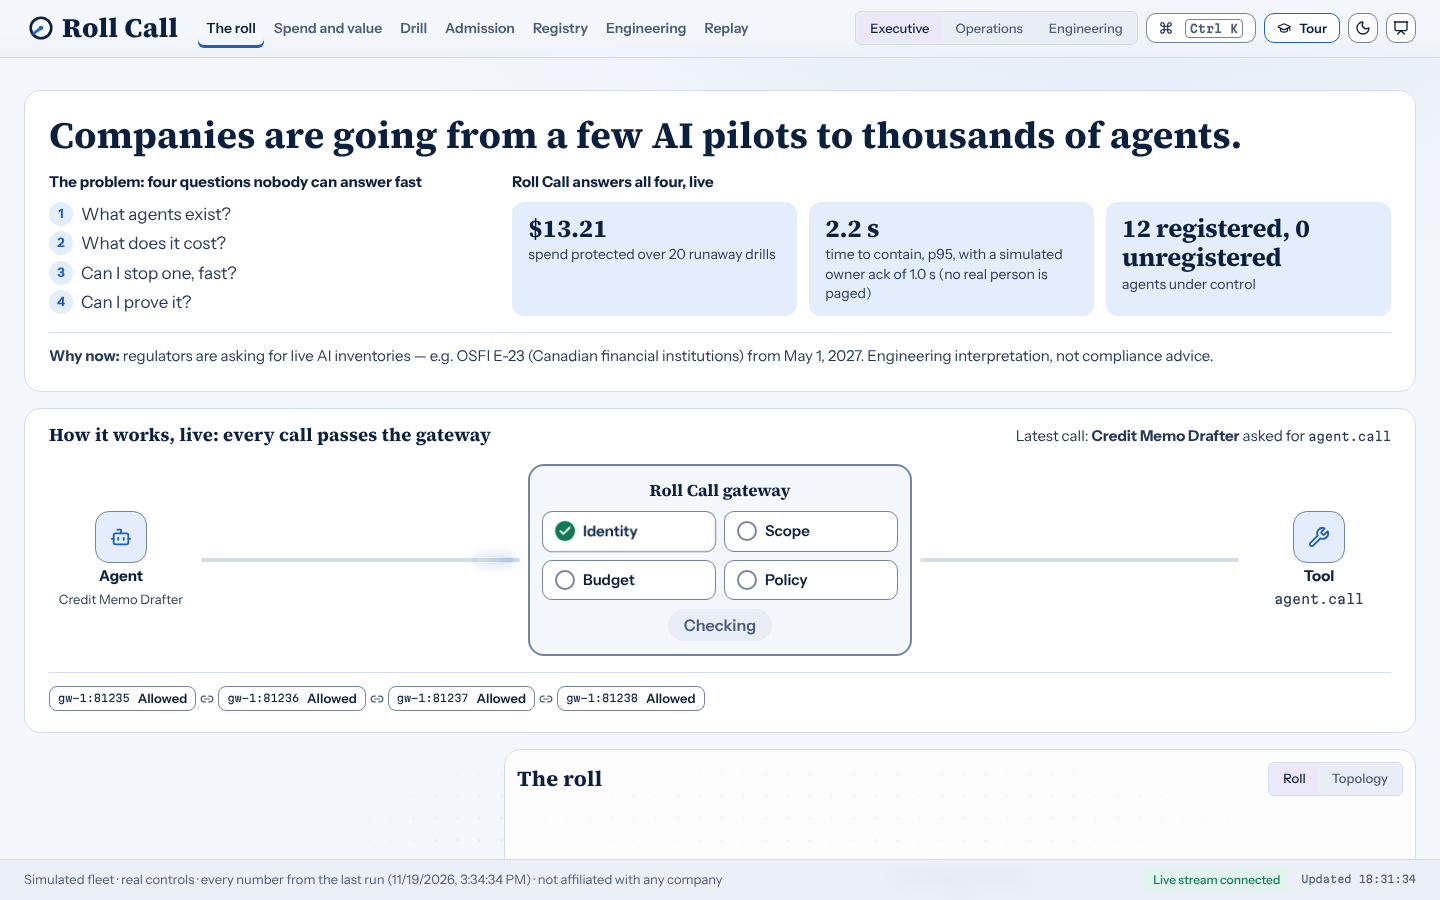 Roll Call
The roll
Spend and value
Drill
Admission
Registry
Engineering
Replay
Executive
Operations
Engineering
⌘ Ctrl K
Tour
Companies are going from a few AI pilots to thousands of agents.
The problem: four questions nobody can answer fast
1 What agents exist?
2 What does it cost?
3 Can I stop one, fast?
4 Can I prove it?
Roll Call answers all four, live
$13.21
spend protected over 20 runaway drills
2.2 s
time to contain, p95, with a simulated
owner ack of 1.0 s (no real person is
paged)
12 registered, 0
unregistered
agents under control
Why now: regulators are asking for live AI inventories — e.g. OSFI E-23 (Canadian financial institutions) from May 1, 2027. Engineering interpretation, not compliance advice.
How it works, live: every call passes the gateway
Latest call: Credit Memo Drafter asked for agent.call
Agent
Credit Memo Drafter
Roll Call gateway
Identity
Scope
Budget
Policy
Checking
Tool
agent.call
gw-1:81235 Allowed
gw-1:81236 Allowed
gw-1:81237 Allowed
gw-1:81238 Allowed
The roll
Roll
Topology
Simulated fleet · real controls · every number from the last run (11/19/2026, 3:34:34 PM) · not affiliated with any company
Live stream connected
Updated 18:31:34